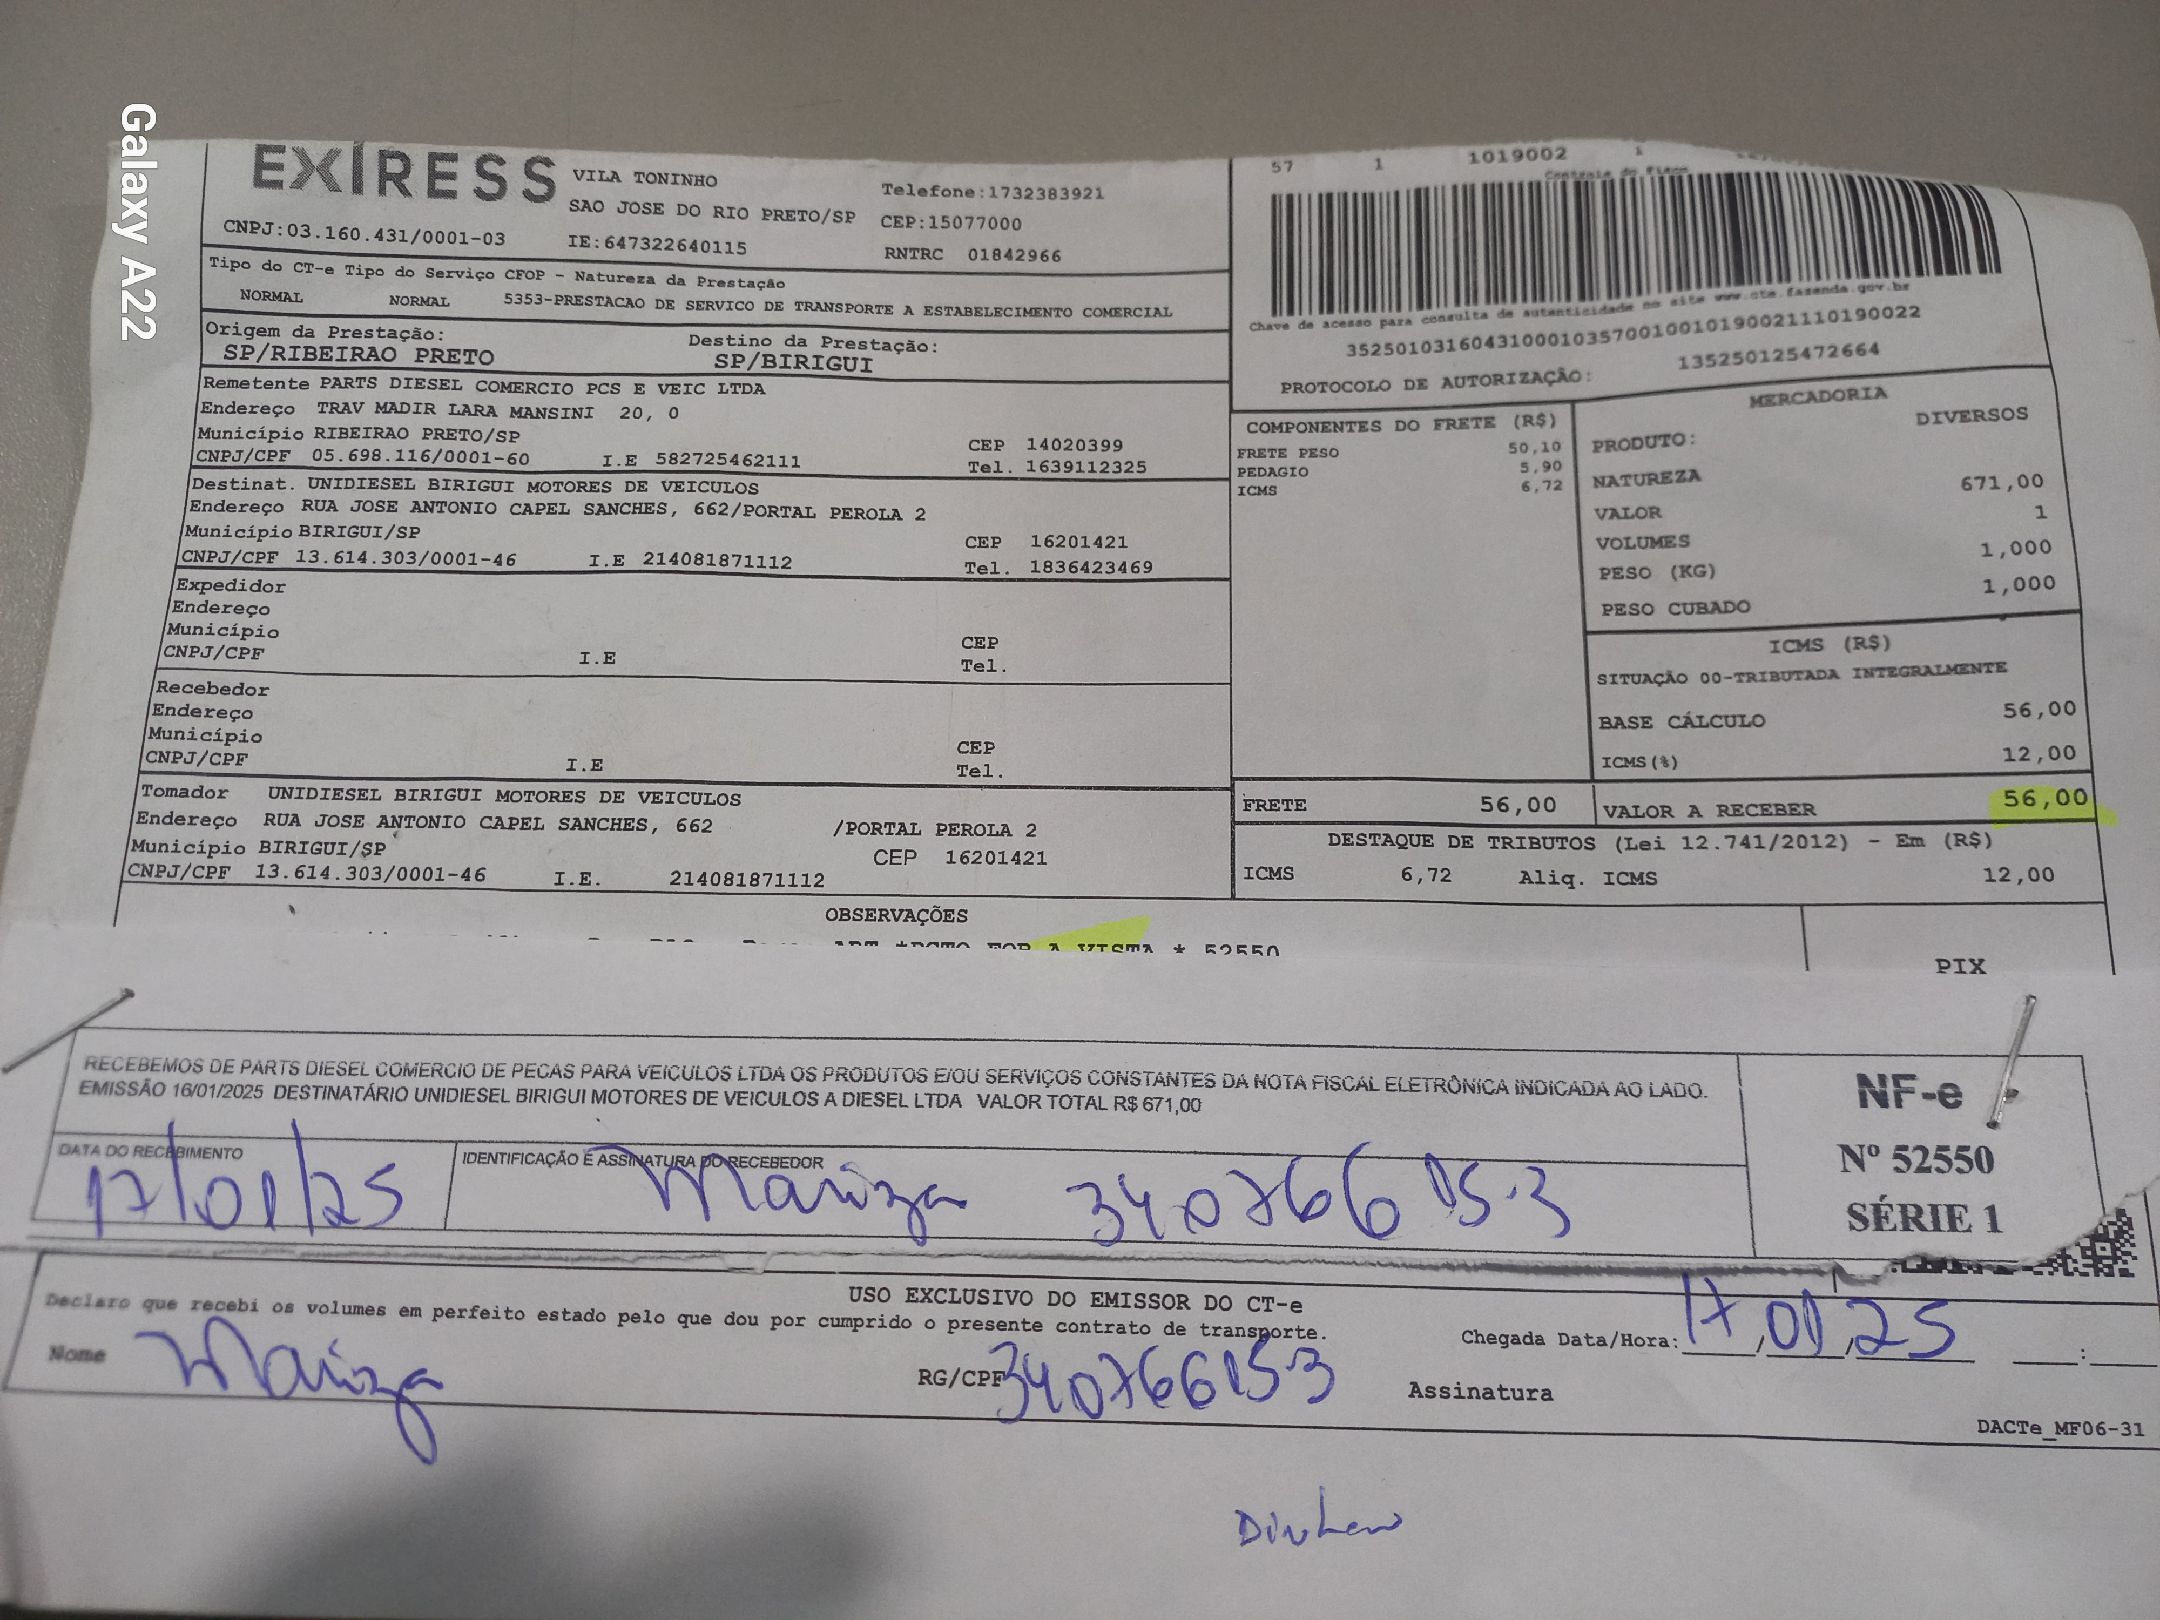 Galaxy A22
EXPRESS
VILA TONINHO
SAO JOSE DO RIO PRETO/SP
Telefone:1732383921
CEP:15077000
CNPJ:03.160.431/0001-03
IE:647322640115
RNTRC 01842966
Tipo do CT-e Tipo do Serviço CFOP - Natureza da Prestação
NORMAL NORMAL 5353-PRESTACAO DE SERVICO DE TRANSPORTE A ESTABELECIMENTO COMERCIAL
Origem da Prestação: Destino da Prestação:
SP/RIBEIRAO PRETO SP/BIRIGUI
Remetente PARTS DIESEL COMERCIO PCS E VEIC LTDA
Endereço TRAV MADIR LARA MANSINI 20, 0
Município RIBEIRAO PRETO/SP CEP 14020399
CNPJ/CPF 05.698.116/0001-60 I.E 582725462111 Tel. 1639112325
Destinat. UNIDIESEL BIRIGUI MOTORES DE VEICULOS
Endereço RUA JOSE ANTONIO CAPEL SANCHES, 662/PORTAL PEROLA 2
Município BIRIGUI/SP CEP 16201421
CNPJ/CPF 13.614.303/0001-46 I.E 214081871112 Tel. 1836423469
Expedidor
Endereço
Município CEP
CNPJ/CPF I.E Tel.
Recebedor
Endereço
Município CEP
CNPJ/CPF I.E Tel.
Tomador UNIDIESEL BIRIGUI MOTORES DE VEICULOS
Endereço RUA JOSE ANTONIO CAPEL SANCHES, 662 /PORTAL PEROLA 2
Município BIRIGUI/SP CEP 16201421
CNPJ/CPF 13.614.303/0001-46 I.E. 214081871112
57 1 1019002 1
Controle do Fisco
Chave de acesso para consulta de autenticidade no site www.cte.fazenda.gov.br
35250103160431000103570010010190021110190022
PROTOCOLO DE AUTORIZAÇÃO: 135250125472664
COMPONENTES DO FRETE (R$)
FRETE PESO 50,10
PEDAGIO 5,90
ICMS 6,72
MERCADORIA
PRODUTO: DIVERSOS
NATUREZA
VALOR 671,00
VOLUMES 1
PESO (KG) 1,000
PESO CUBADO 1,000
ICMS (R$)
SITUAÇÃO 00-TRIBUTADA INTEGRALMENTE
BASE CÁLCULO 56,00
ICMS(%) 12,00
FRETE 56,00 VALOR A RECEBER 56,00
DESTAQUE DE TRIBUTOS (Lei 12.741/2012) - Em (R$)
ICMS 6,72 Aliq. ICMS 12,00
OBSERVAÇÕES
FOB A VISTA * 52550
PIX
RECEBEMOS DE PARTS DIESEL COMERCIO DE PECAS PARA VEICULOS LTDA OS PRODUTOS E/OU SERVIÇOS CONSTANTES DA NOTA FISCAL ELETRÔNICA INDICADA AO LADO.
EMISSÃO 16/01/2025 DESTINATÁRIO UNIDIESEL BIRIGUI MOTORES DE VEICULOS A DIESEL LTDA VALOR TOTAL R$ 671,00
NF-e
Nº 52550
SÉRIE 1
DATA DO RECEBIMENTO IDENTIFICAÇÃO E ASSINATURA DO RECEBEDOR
17/01/25 Mariza 34076615-3
USO EXCLUSIVO DO EMISSOR DO CT-e
Declaro que recebi os volumes em perfeito estado pelo que dou por cumprido o presente contrato de transporte.
Chegada Data/Hora: 17/01/25 :
Nome Mariza RG/CPF 34076615-3 Assinatura
DACTe_MF06-31